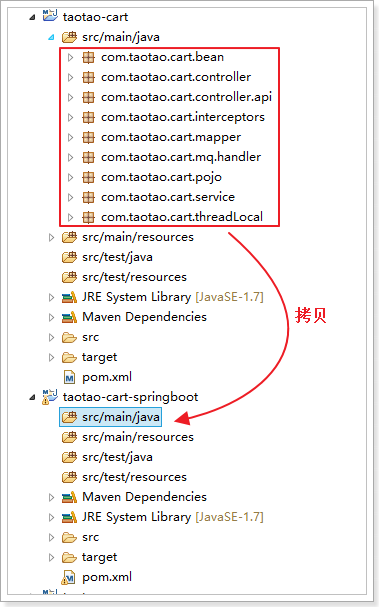 taotao-cart
src/main/java
com.taotao.cart.bean
com.taotao.cart.controller
com.taotao.cart.controller.api
com.taotao.cart.interceptors
com.taotao.cart.mapper
com.taotao.cart.mq.handler
com.taotao.cart.pojo
com.taotao.cart.service
com.taotao.cart.threadLocal
src/main/resources
src/test/java
src/test/resources
JRE System Library [JavaSE-1.7]
拷贝
Maven Dependencies
src
target
pom.xml
taotao-cart-springboot
src/main/java
src/main/resources
src/test/java
src/test/resources
Maven Dependencies
JRE System Library [JavaSE-1.7]
src
target
pom.xml